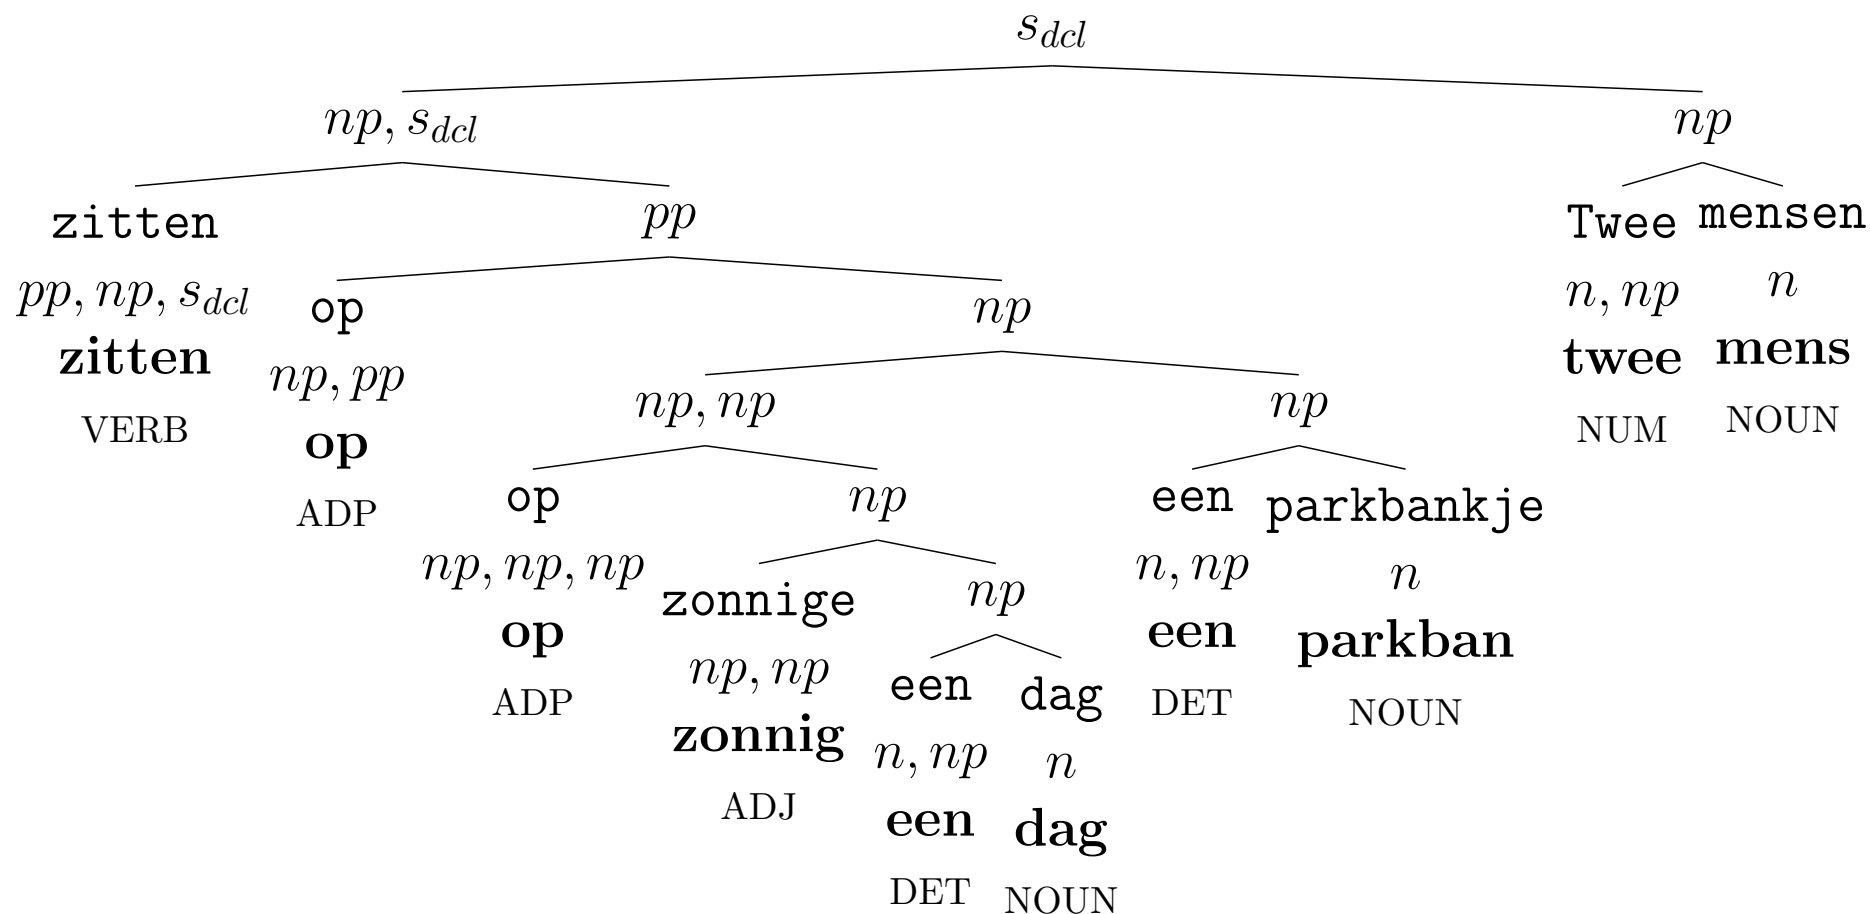 s_dcl
np, s_dcl np
zitten pp Twee mensen
pp, np, s_dcl op np n, np n
zitten np, pp np, np np twee mens
VERB op op np een parkbankje NUM NOUN
ADP np, np, np zonnige np n, np n
op np, np een dag een parkban
ADP zonnig n, np n DET NOUN
ADJ een dag
DET NOUN